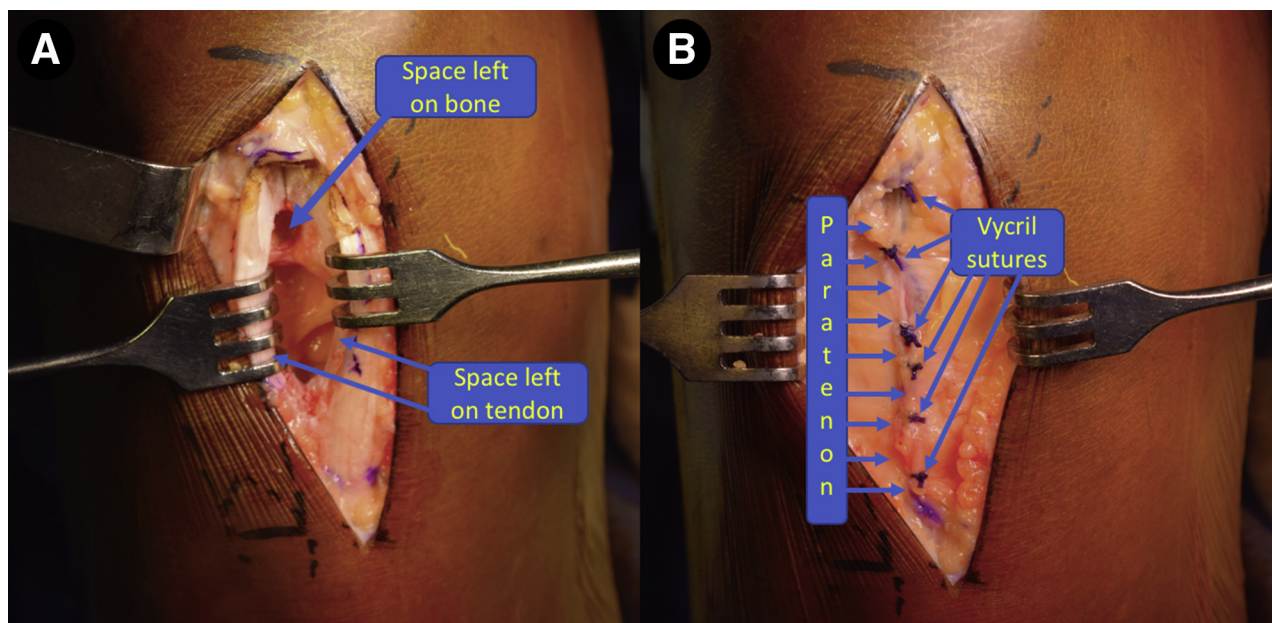 A
Space left
on bone
Space left
on tendon
B
P
a
r
a
t
e
n
o
n
Vycril
sutures